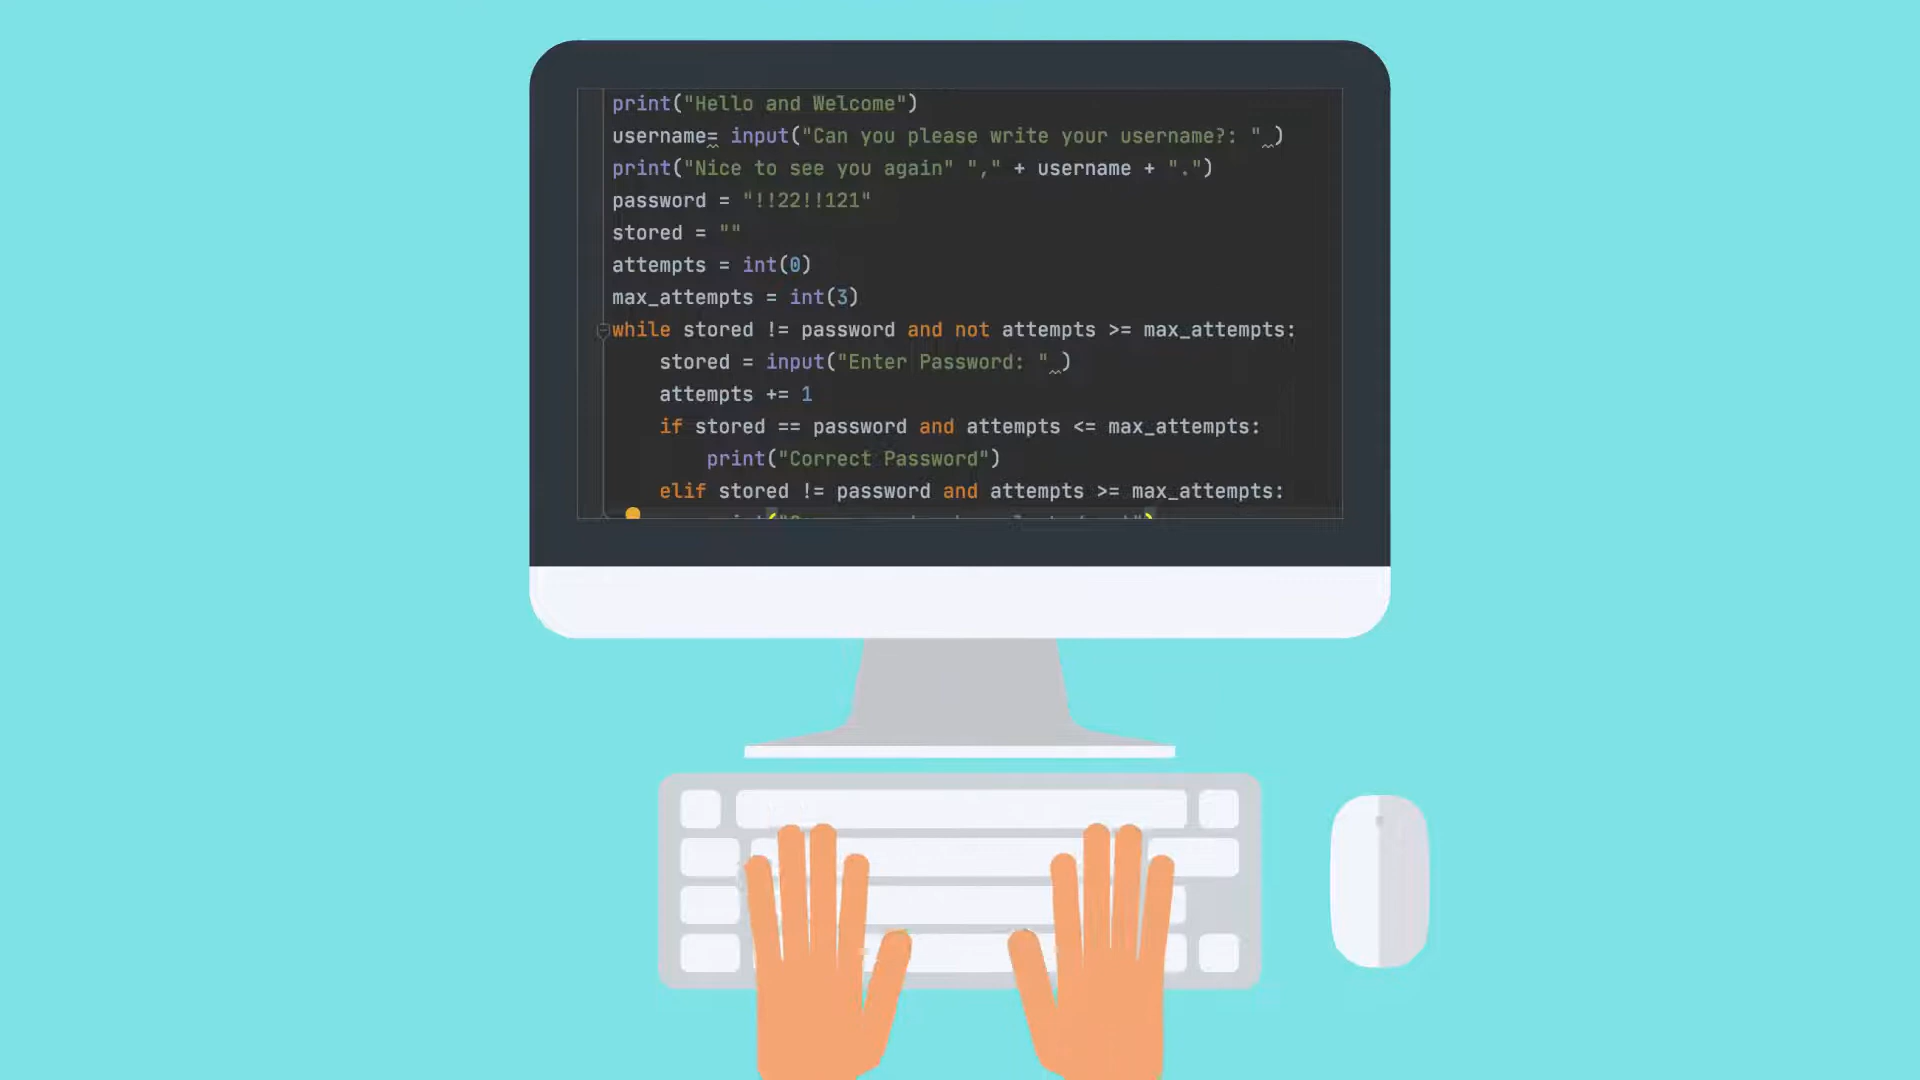 print("Hello and Welcome")
username= input("Can you please write your username?: " )
print("Nice to see you again" "," + username + ".")
password = "!!22!!121"
stored = ""
attempts = int(0)
max_attempts = int(3)
while stored != password and not attempts >= max_attempts:
    stored = input("Enter Password: " )
    attempts += 1
    if stored == password and attempts <= max_attempts:
        print("Correct Password")
    elif stored != password and attempts >= max_attempts: